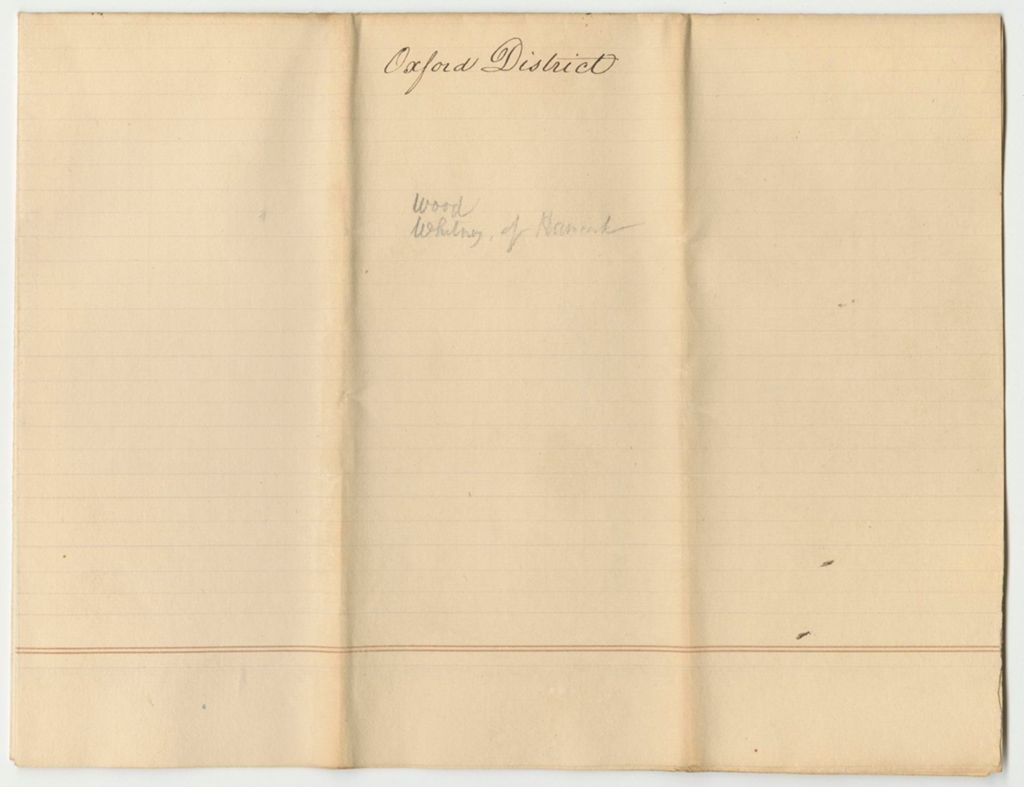 Oxford District
Wood
Whitney, of Hancock